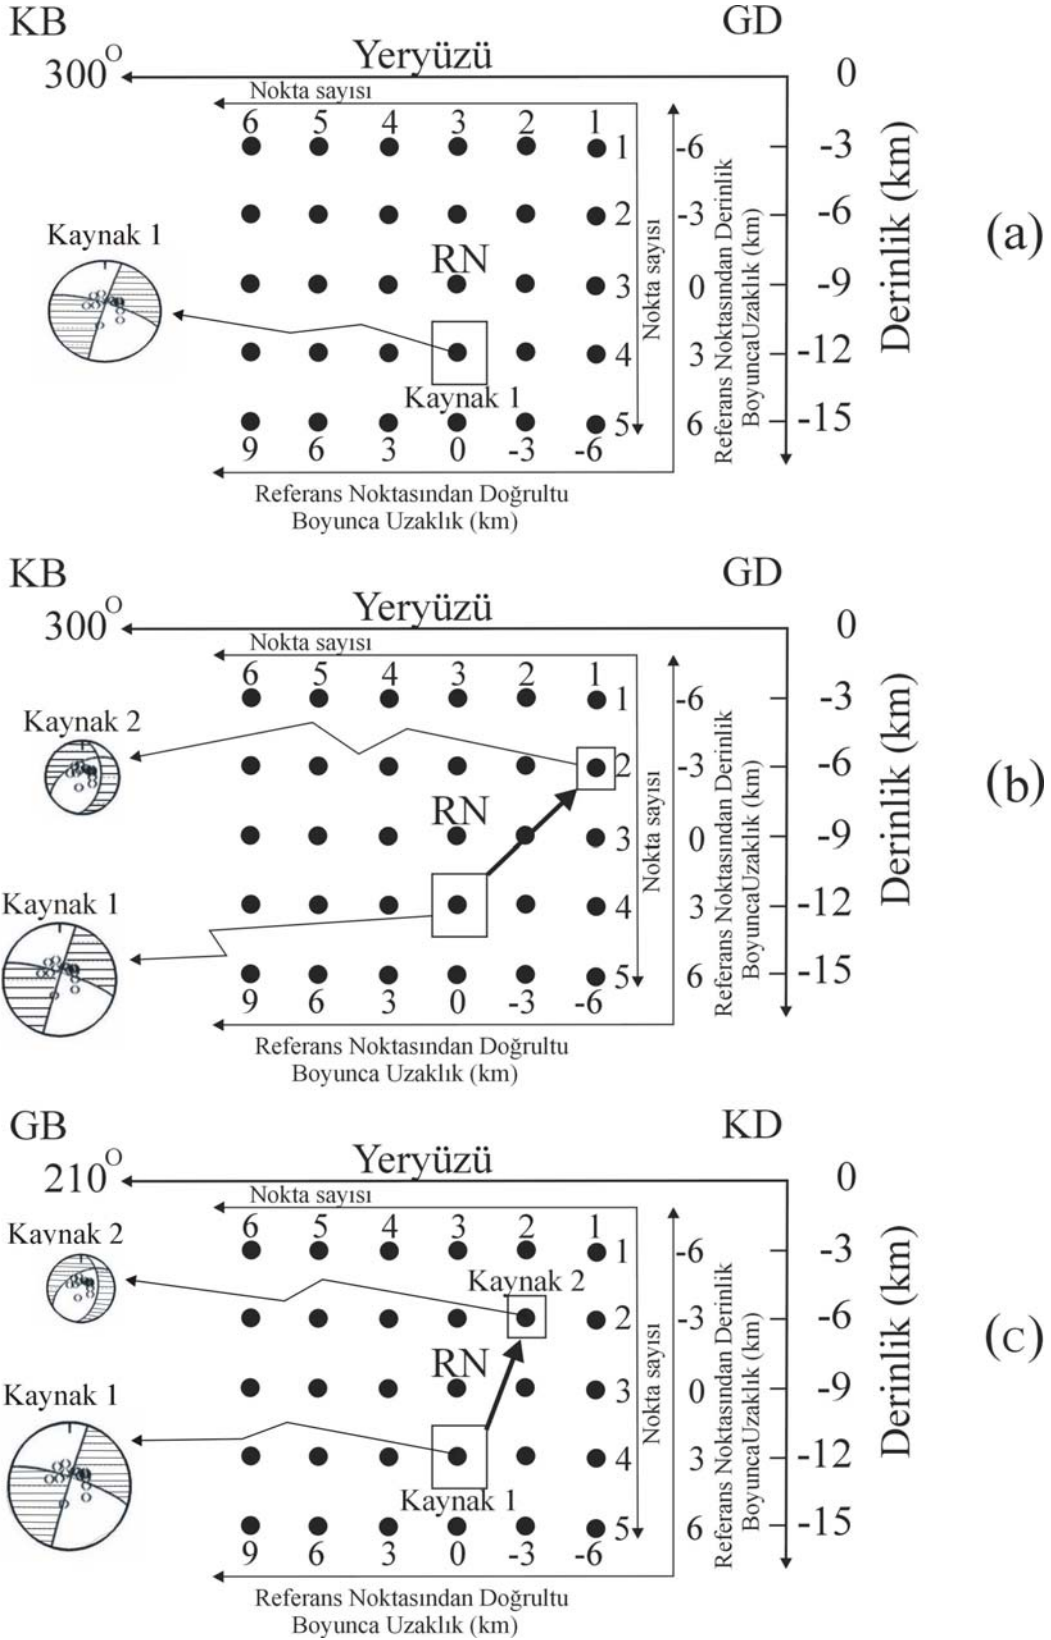 KB
GD
300O
Yeryüzü
0
Nokta sayısı
6 5 4 3 2 1
1
-6
-3
2
-3
-6
Kaynak 1
RN
3
0
-9
4
3
-12
Kaynak 1
5
6
-15
9 6 3 0 -3 -6
Nokta sayısı
Referans Noktasından Derinlik
BoyuncaUzaklık (km)
Derinlik (km)
(a)
Referans Noktasından Doğrultu
Boyunca Uzaklık (km)
KB
GD
300O
Yeryüzü
0
Nokta sayısı
6 5 4 3 2 1
1
-6
-3
Kaynak 2
2
-3
-6
RN
3
0
-9
Kaynak 1
4
3
-12
5
6
-15
9 6 3 0 -3 -6
Nokta sayısı
Referans Noktasından Derinlik
BoyuncaUzaklık (km)
Derinlik (km)
(b)
Referans Noktasından Doğrultu
Boyunca Uzaklık (km)
GB
KD
210O
Yeryüzü
0
Nokta sayısı
6 5 4 3 2 1
Kaynak 2
1
-6
-3
Kaynak 2
2
-3
-6
RN
3
0
-9
Kaynak 1
4
3
-12
Kaynak 1
5
6
-15
9 6 3 0 -3 -6
Nokta sayısı
Referans Noktasından Derinlik
BoyuncaUzaklık (km)
Derinlik (km)
(c)
Referans Noktasından Doğrultu
Boyunca Uzaklık (km)